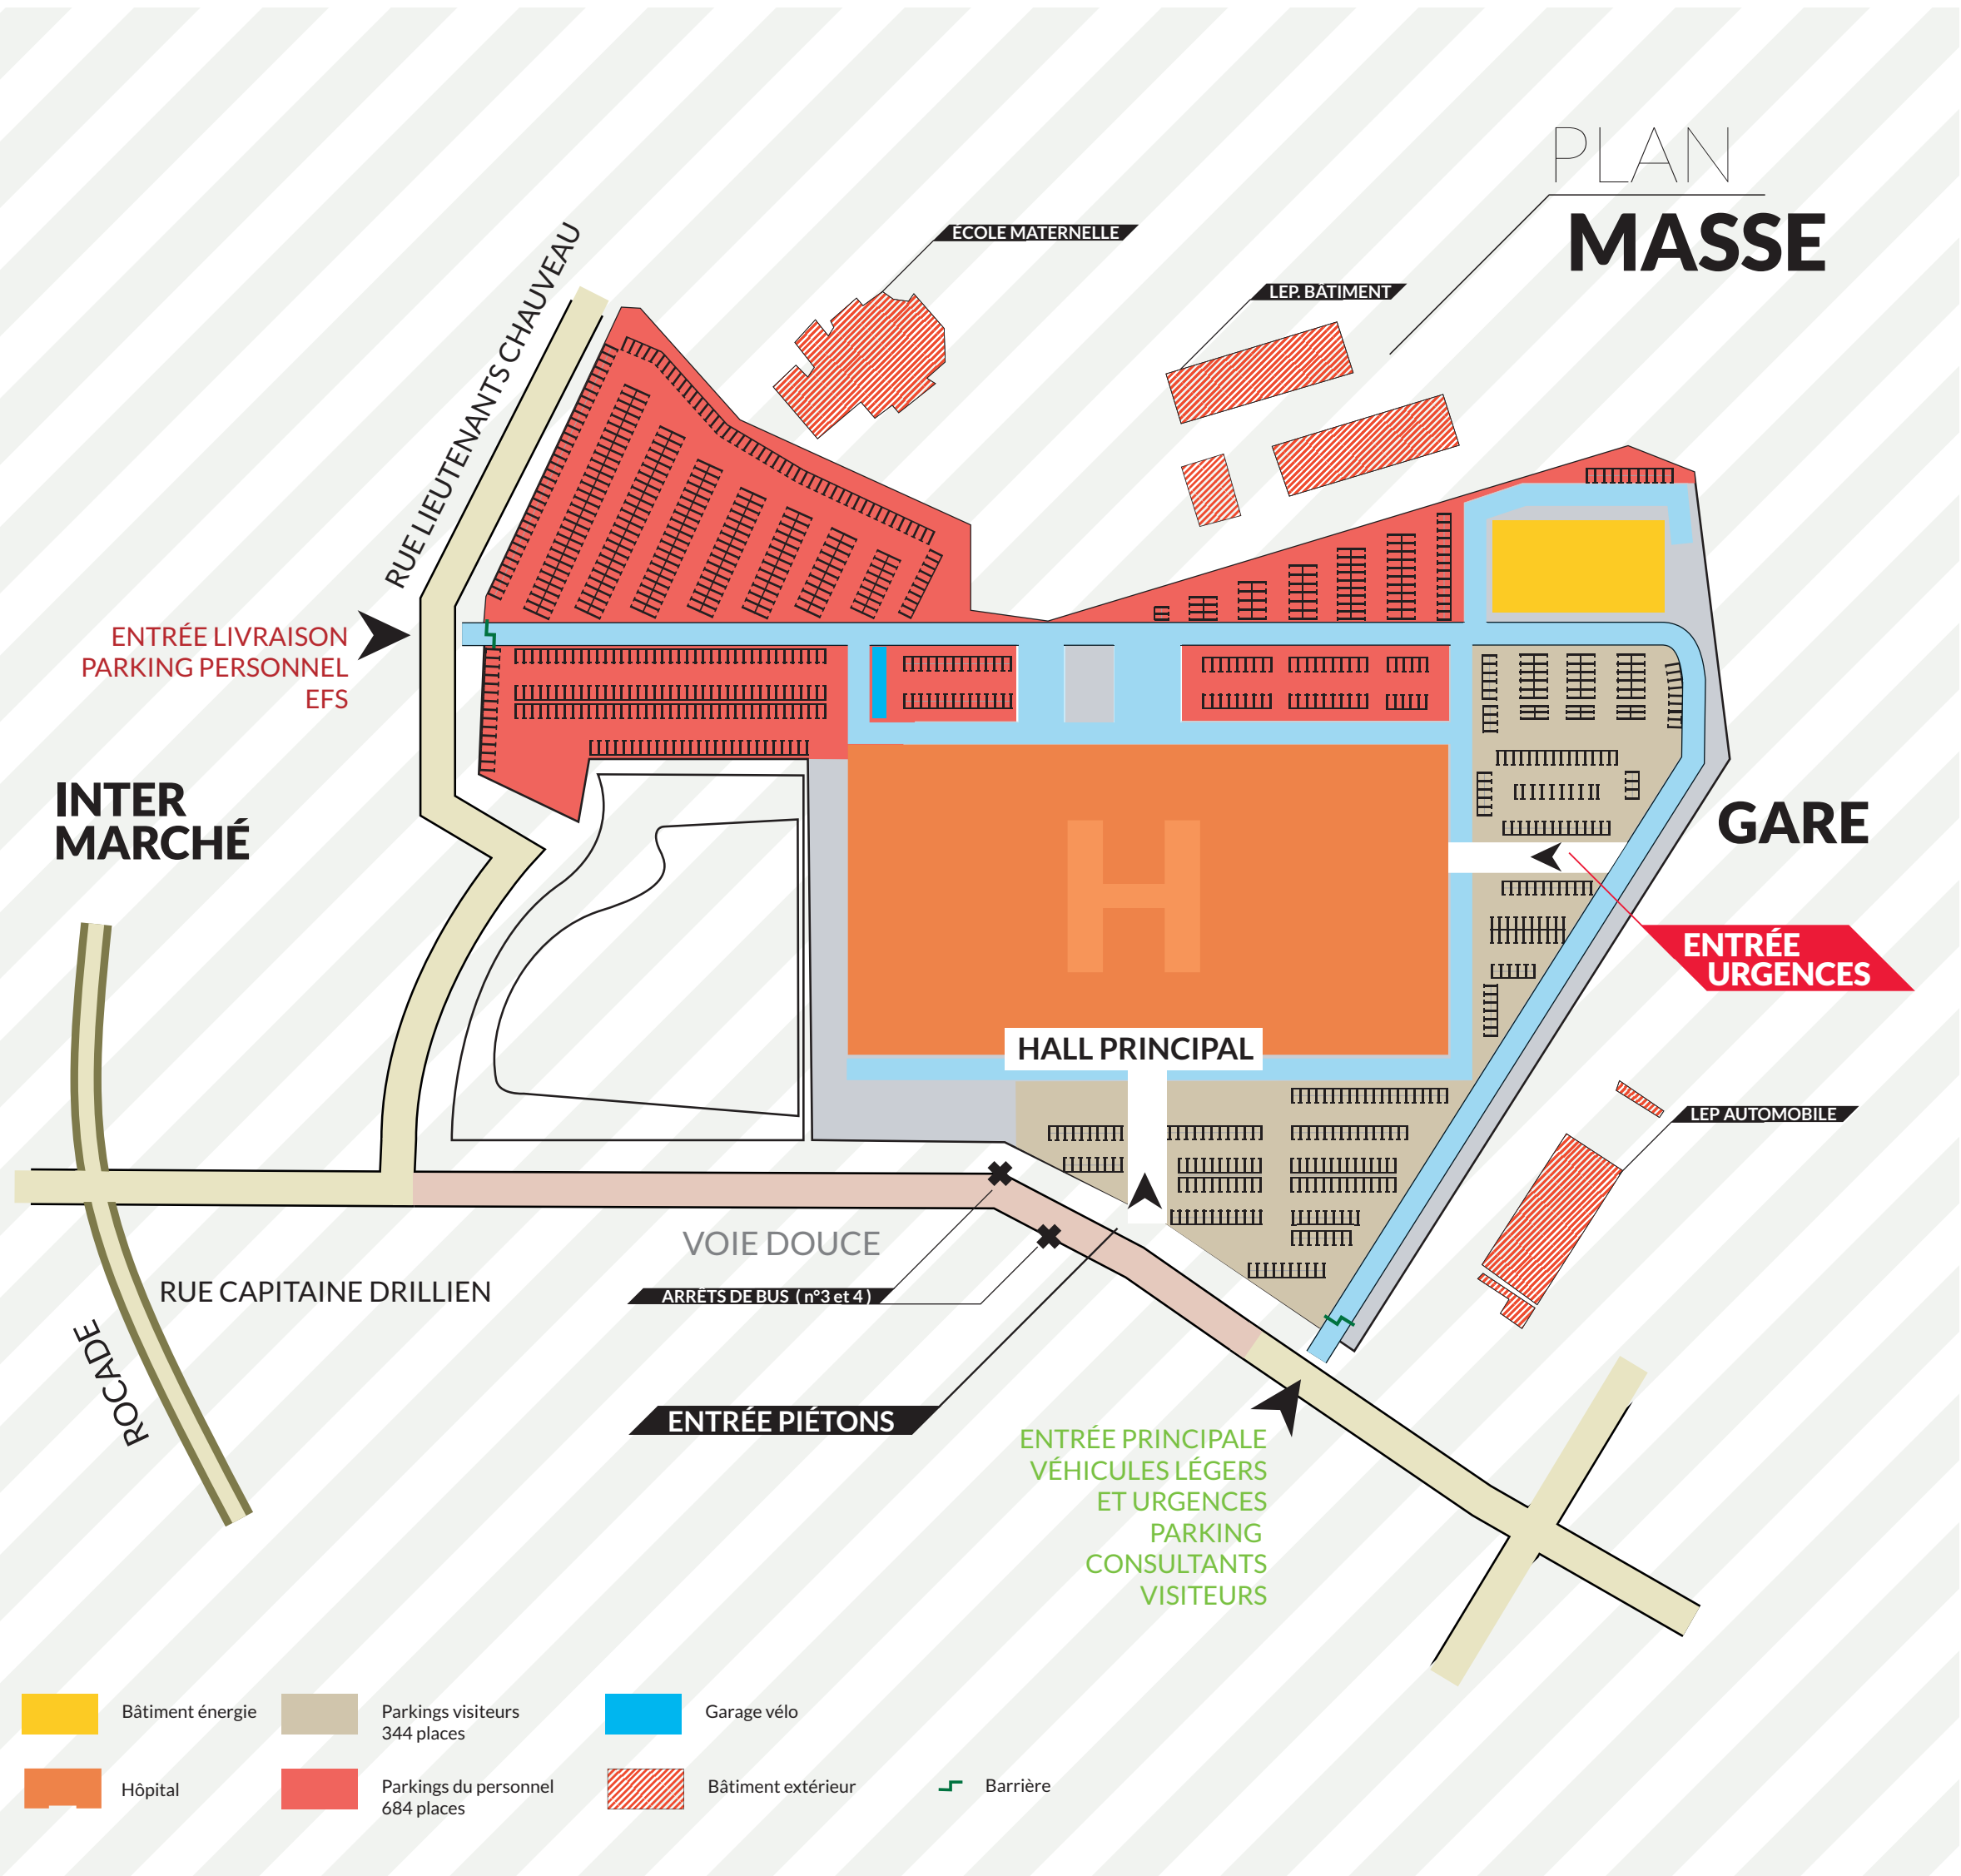 PLAN
MASSE
ÉCOLE MATERNELLE
LEP. BÂTIMENT
RUE LIEUTENANTS CHAUVEAU
ENTRÉE LIVRAISON
PARKING PERSONNEL
EFS
INTER
MARCHÉ
GARE
H
ENTRÉE
URGENCES
HALL PRINCIPAL
LEP AUTOMOBILE
VOIE DOUCE
RUE CAPITAINE DRILLIEN
ARRÊTS DE BUS ( n°3 et 4 )
ROCADE
ENTRÉE PIÉTONS
ENTRÉE PRINCIPALE
VÉHICULES LÉGERS
ET URGENCES
PARKING
CONSULTANTS
VISITEURS
Bâtiment énergie
Parkings visiteurs
344 places
Garage vélo
Hôpital
Parkings du personnel
684 places
Bâtiment extérieur
Barrière